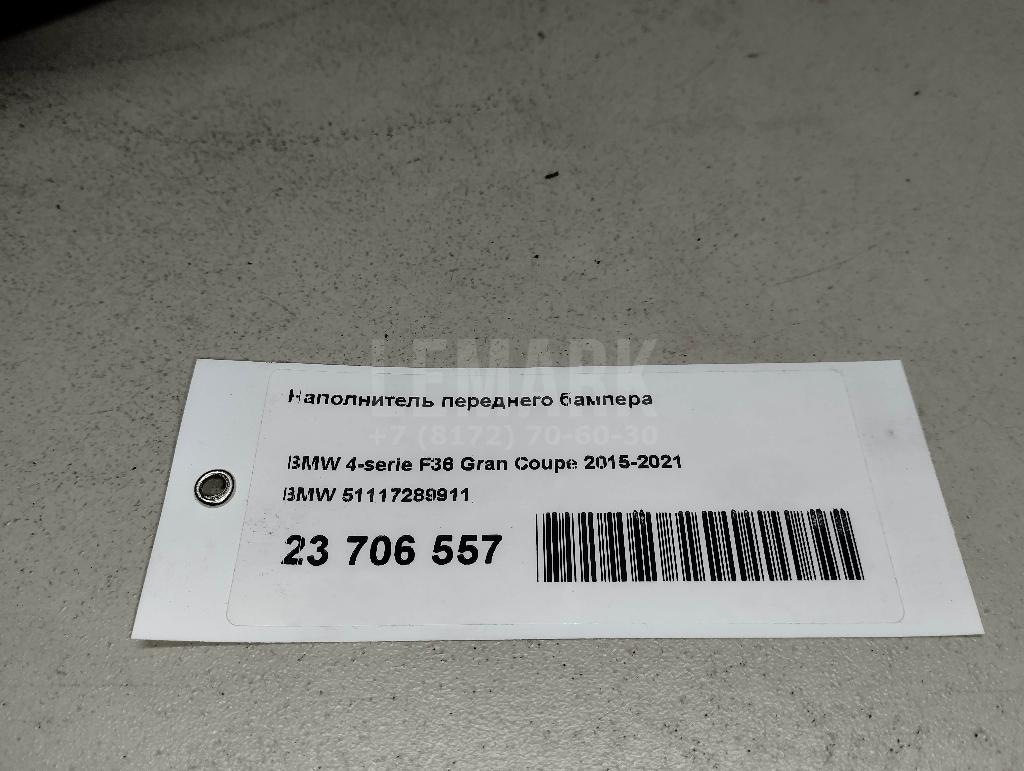 LEMARK
Наполнитель переднего бампера
+7 (8172) 70-60-30
BMW 4-serie F36 Gran Coupe 2015-2021
BMW 51117289911
23 706 557